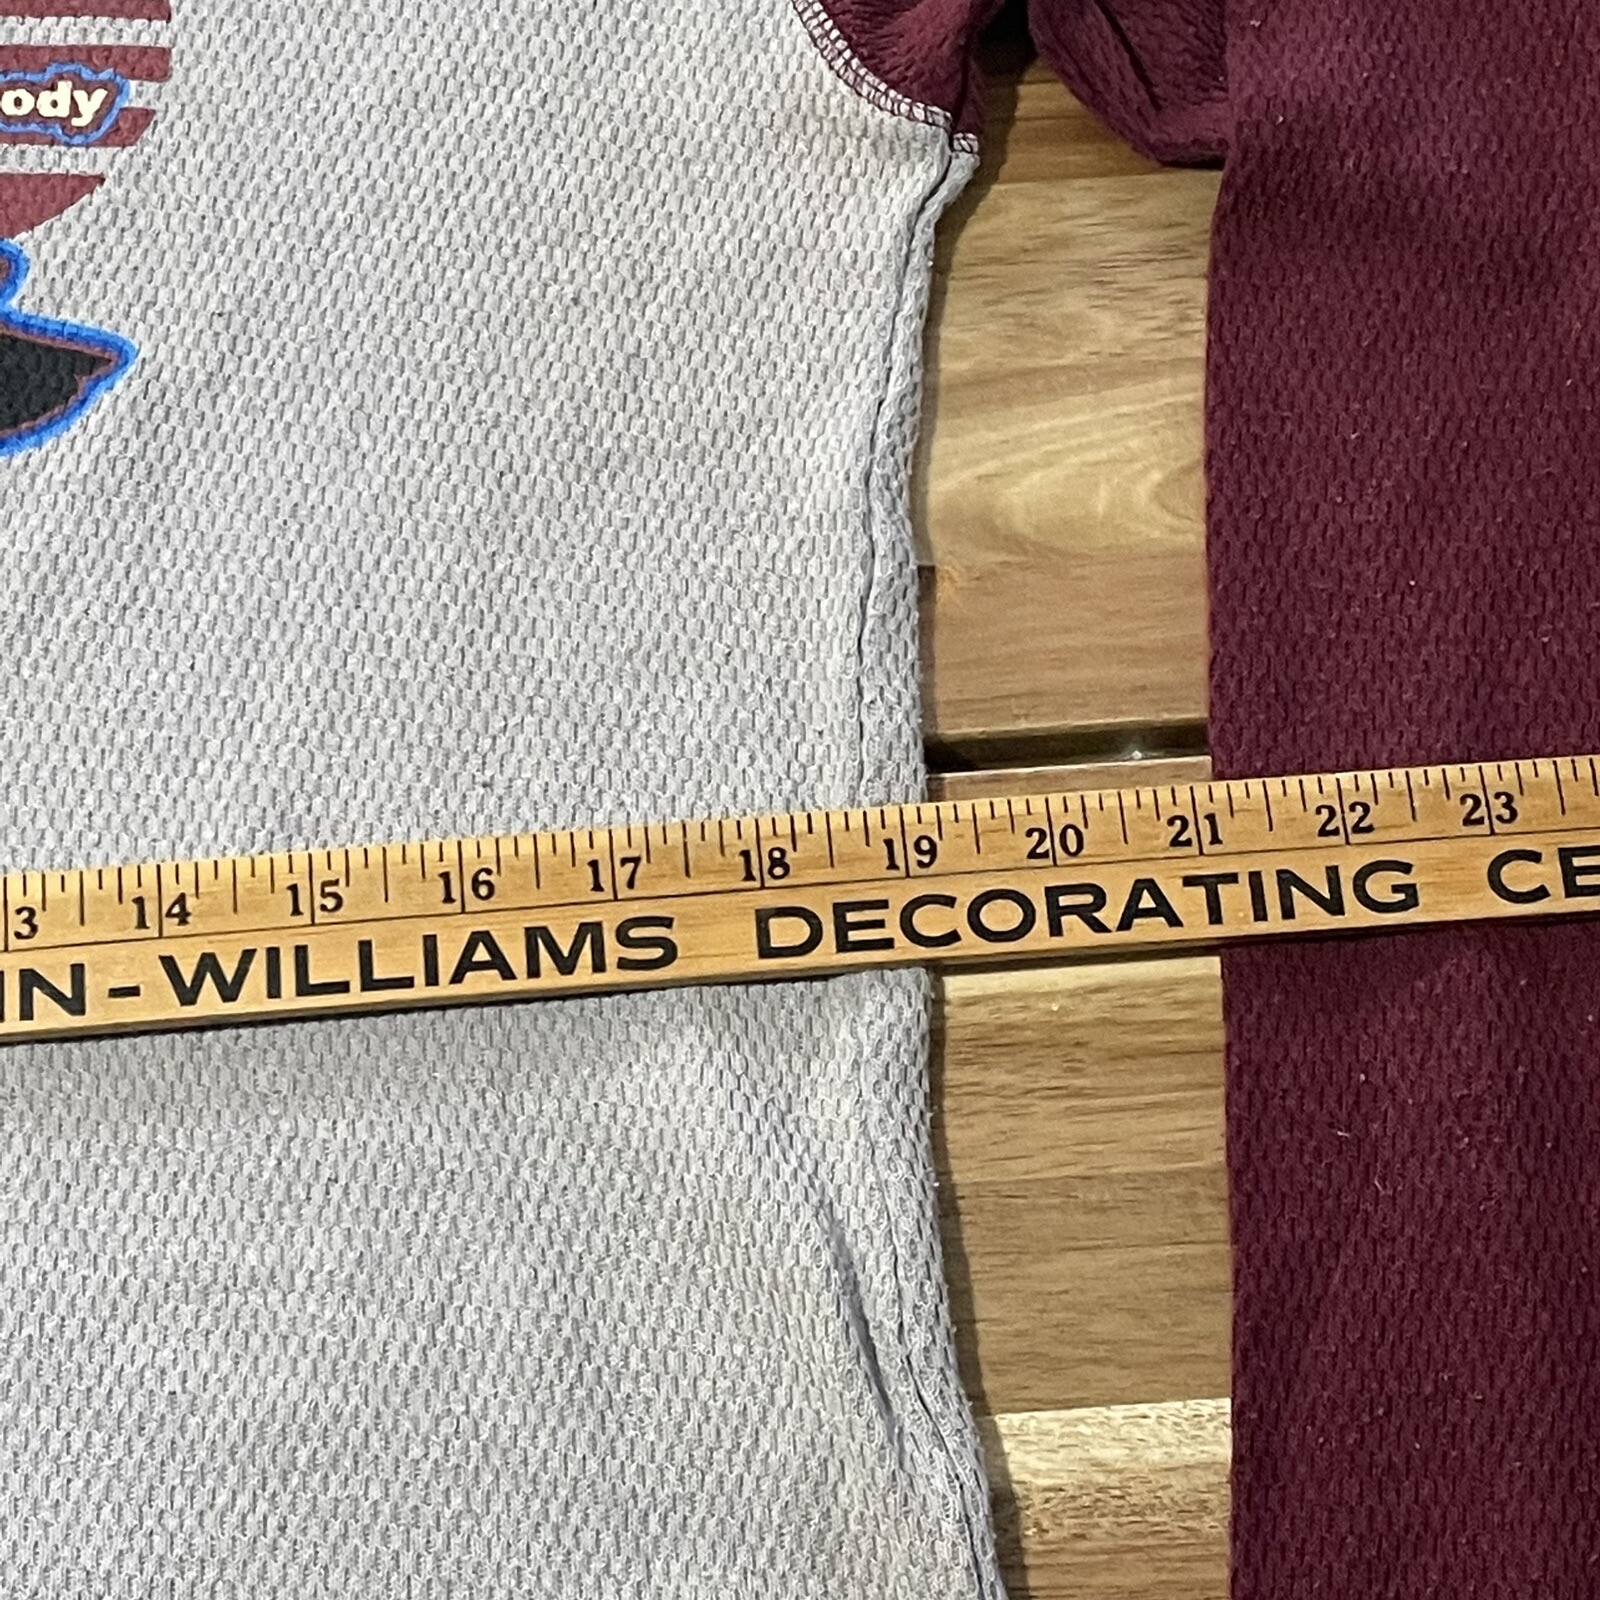 ody
3 14 15 16 17 18 19 20 21 22 23
IN-WILLIAMS DECORATING CE